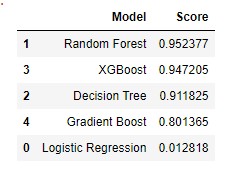 Model Score
1 Random Forest 0.952377
3 XGBoost 0.947205
2 Decision Tree 0.911825
4 Gradient Boost 0.801365
0 Logistic Regression 0.012818